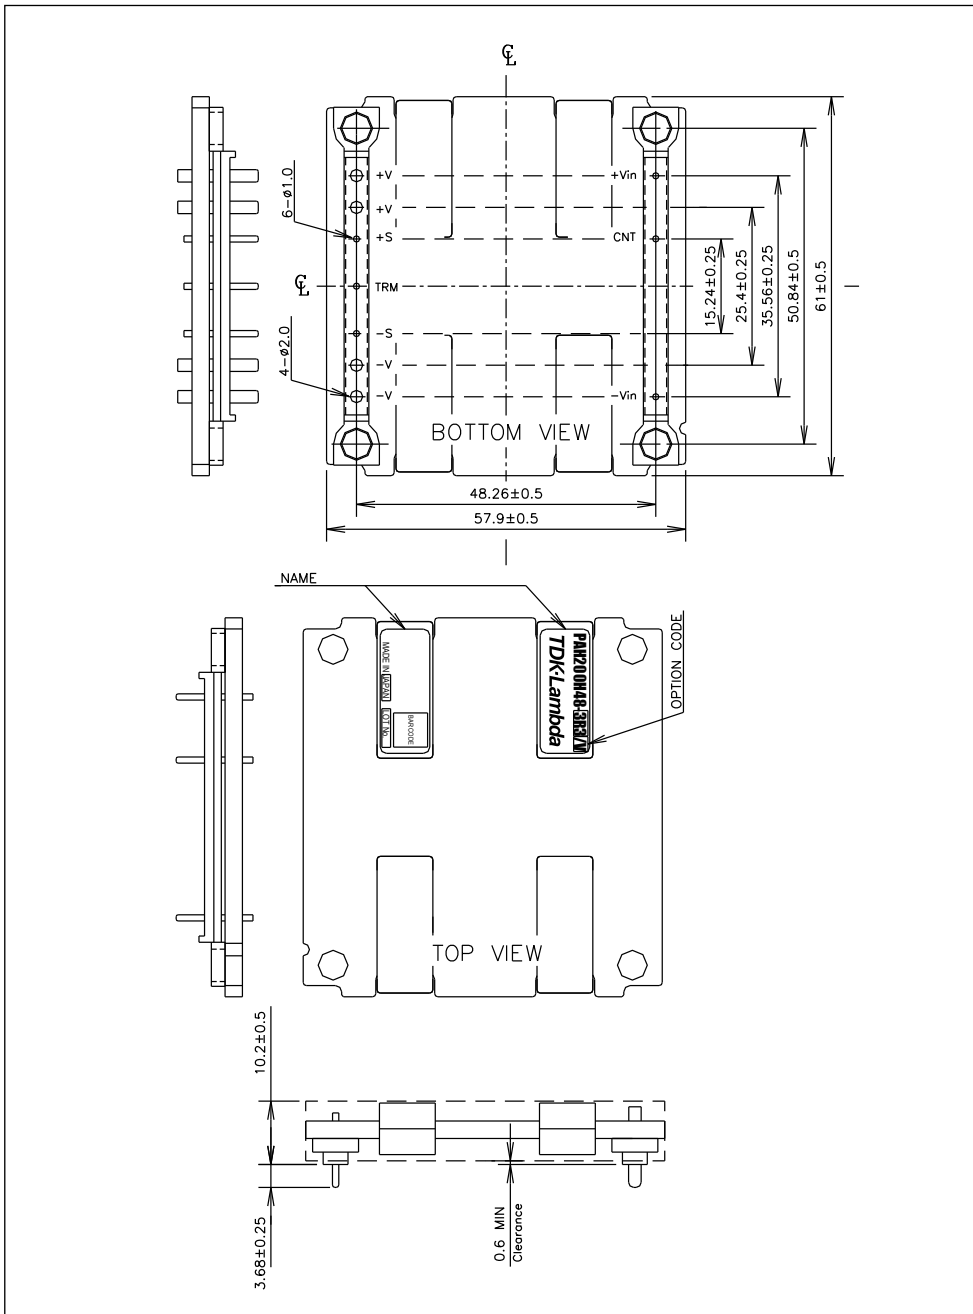 ℄
+V
+V
+S
TRM
-S
-V
-V
+Vin
CNT
-Vin
6-ø1.0
4-ø2.0
℄
BOTTOM VIEW
15.24±0.25
25.4±0.25
35.56±0.25
50.84±0.5
61±0.5
48.26±0.5
57.9±0.5
NAME
MADE IN JAPAN
LOT No.
BARCODE
PAH200H48-3R3/V
TDK·Lambda
OPTION CODE
TOP VIEW
10.2±0.5
3.68±0.25
0.6 MIN
Clearance